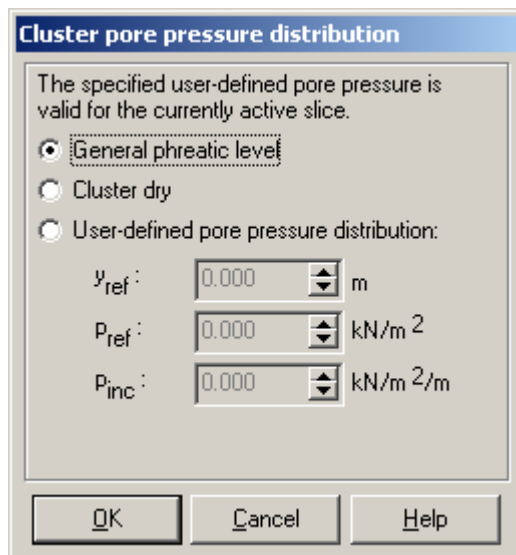 Cluster pore pressure distribution
The specified user-defined pore pressure is
valid for the currently active slice.
General phreatic level
Cluster dry
User-defined pore pressure distribution:
yref : 0.000 m
pref : 0.000 kN/m 2
pinc : 0.000 kN/m 2/m
OK Cancel Help